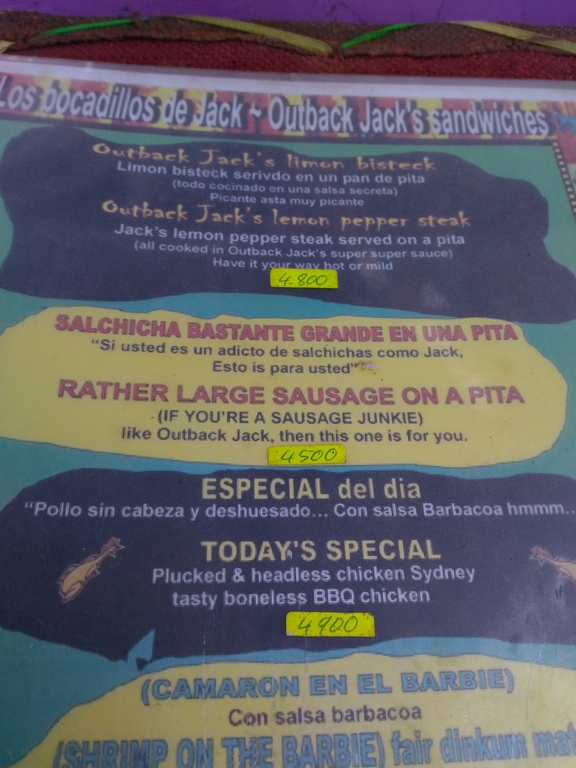 Los bocadillos de Jack ~ Outback Jack's sandwiches
Outback Jack's limon bisteck
Limon bisteck serivdo en un pan de pita
(todo cocinado en una salsa secreta)
Picante asta muy picante
Outback Jack's lemon pepper steak
Jack's lemon pepper steak served on a pita
(all cooked in Outback Jack's super super sauce)
Have it your way hot or mild
4.800
SALCHICHA BASTANTE GRANDE EN UNA PITA
"Si usted es un adicto de salchichas como Jack,
Esto is para usted"
RATHER LARGE SAUSAGE ON A PITA
(IF YOU'RE A SAUSAGE JUNKIE)
like Outback Jack, then this one is for you.
4500
ESPECIAL del dia
"Pollo sin cabeza y deshuesado... Con salsa Barbacoa hmmm...
TODAY'S SPECIAL
Plucked & headless chicken Sydney
tasty boneless BBQ chicken
4900
(CAMARON EN EL BARBIE)
Con salsa barbacoa
(SHRIMP ON THE BARBIE) fair dinkum mat